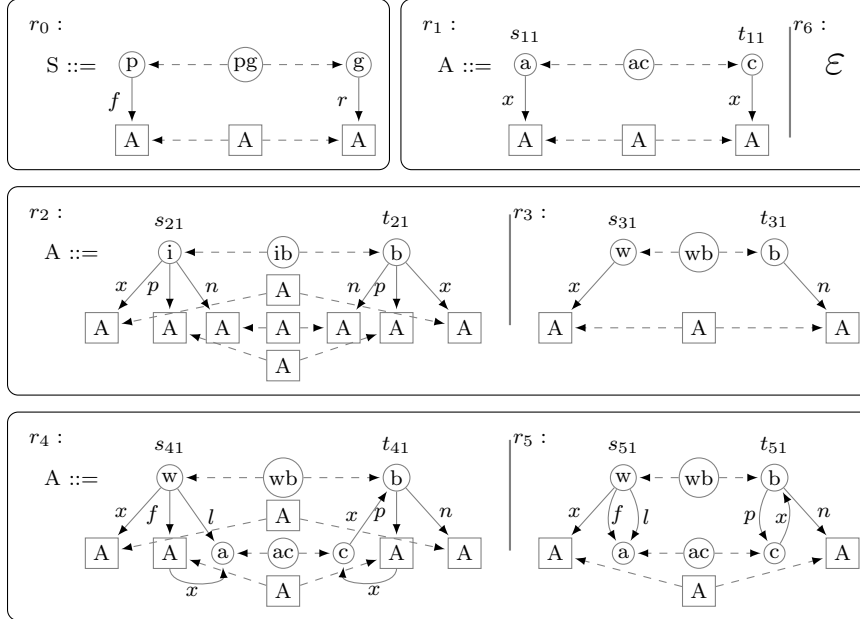 r0 : r1 : r6 :
s11 t11
S ::= p pg g A ::= a ac c ε
f r x x
A A A A A A
r2 : s21 t21 r3 : s31 t31
A ::= i ib b w wb b
x p n A n p x x n
A A A A A A A A A A
A
r4 : s41 t41 r5 : s51 t51
A ::= w wb b w wb b
x f l A x p n x f l p x n
A A a ac c A A A a ac c A
x A x A